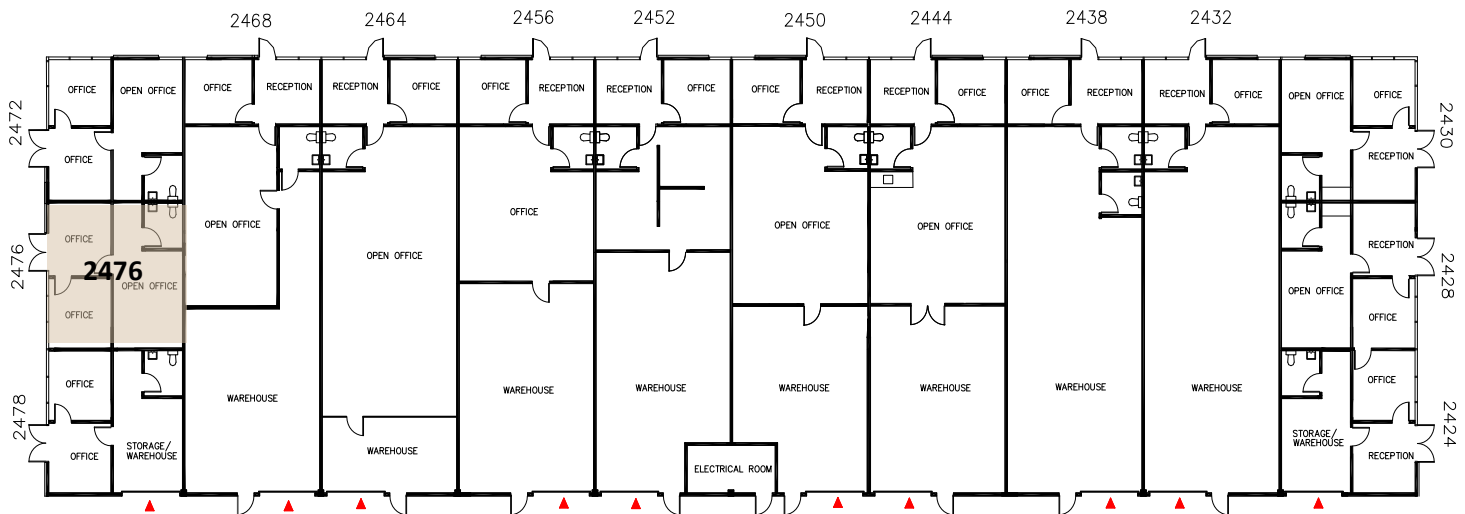 2468 2464 2456 2452 2450 2444 2438 2432
OFFICE OPEN OFFICE OFFICE RECEPTION RECEPTION OFFICE OFFICE RECEPTION RECEPTION OFFICE OFFICE RECEPTION RECEPTION OFFICE OFFICE RECEPTION RECEPTION OFFICE OPEN OFFICE OFFICE
2472
2430
OFFICE
RECEPTION
OPEN OFFICE
OFFICE
OPEN OFFICE
OPEN OFFICE
OFFICE
RECEPTION
2476
OPEN OFFICE
2476
2428
OPEN OFFICE
OPEN OFFICE
OFFICE
OFFICE
OFFICE
OFFICE
WAREHOUSE
WAREHOUSE
WAREHOUSE
WAREHOUSE
WAREHOUSE
WAREHOUSE
WAREHOUSE
2478
2424
STORAGE/
WAREHOUSE
WAREHOUSE
STORAGE/
WAREHOUSE
OFFICE
ELECTRICAL ROOM
RECEPTION